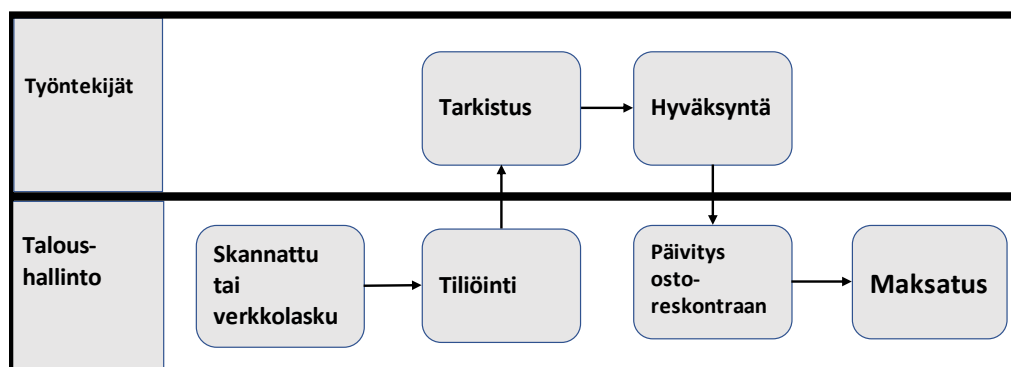 Työntekijät
Tarkistus
Hyväksyntä
Talous-
hallinto
Skannattu
tai
verkkolasku
Tiliöinti
Päivitys
osto-
reskontraan
Maksatus